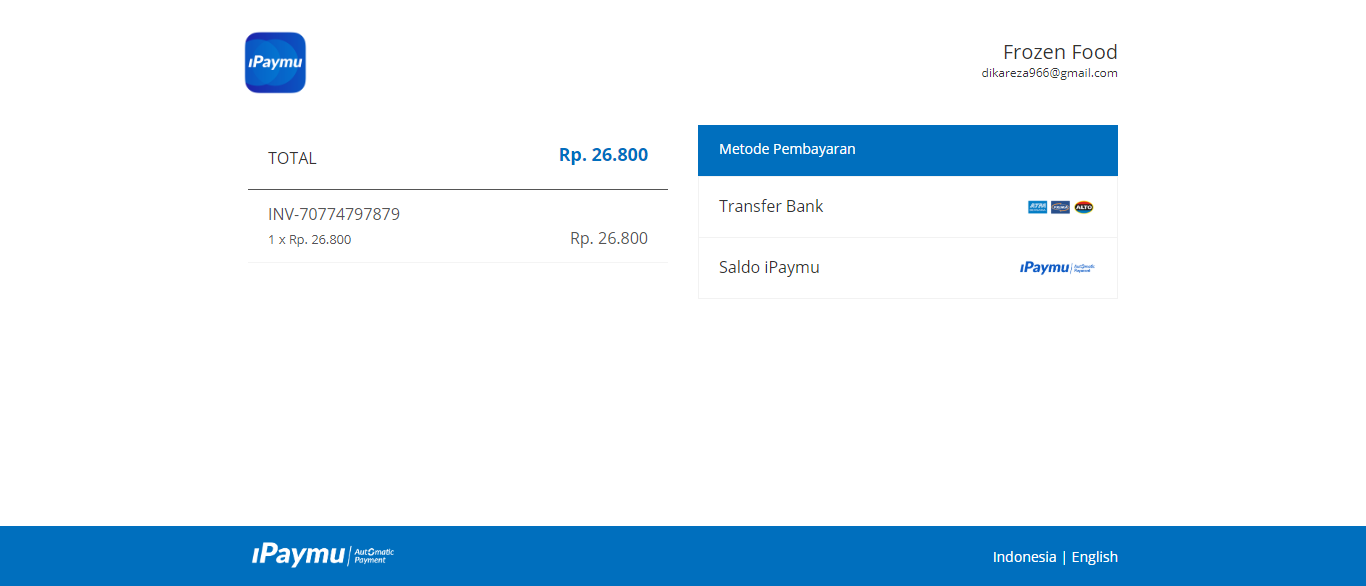 iPaymu
Frozen Food
dikareza966@gmail.com
TOTAL
Rp. 26.800
INV-70774797879
1 x Rp. 26.800
Rp. 26.800
Metode Pembayaran
Transfer Bank
ALTO
Saldo iPaymu
iPaymu Automatic Payment
iPaymu
Automatic
Payment
Indonesia | English